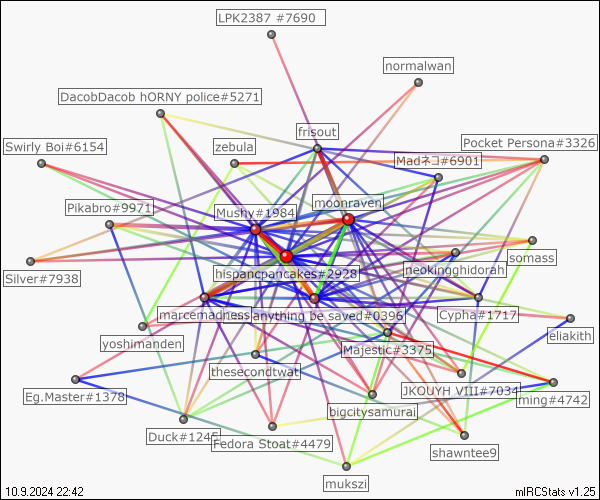 LPK2387 #7690
normalwan
DacobDacob hORNY police#5271
frisout
zebula
Swirly Boi#6154
Pocket Persona#3326
Madネコ#6901
moonraven
Pikabro#9971
Mushy#1984
somass
neokingghidorah
hispancpancakes#2928
Silver#7938
marcemadness
anything be saved#0396
Cypha#1717
eliakith
yoshimanden
Majestic#3375
thesecondtwat
JKOUYH VIII#7034
Eg.Master#1378
ming#4742
bigcitysamurai
Duck#1245
Fedora Stoat#4479
shawntee9
mukszi
10.9.2024 22:42
mIRCStats v1.25